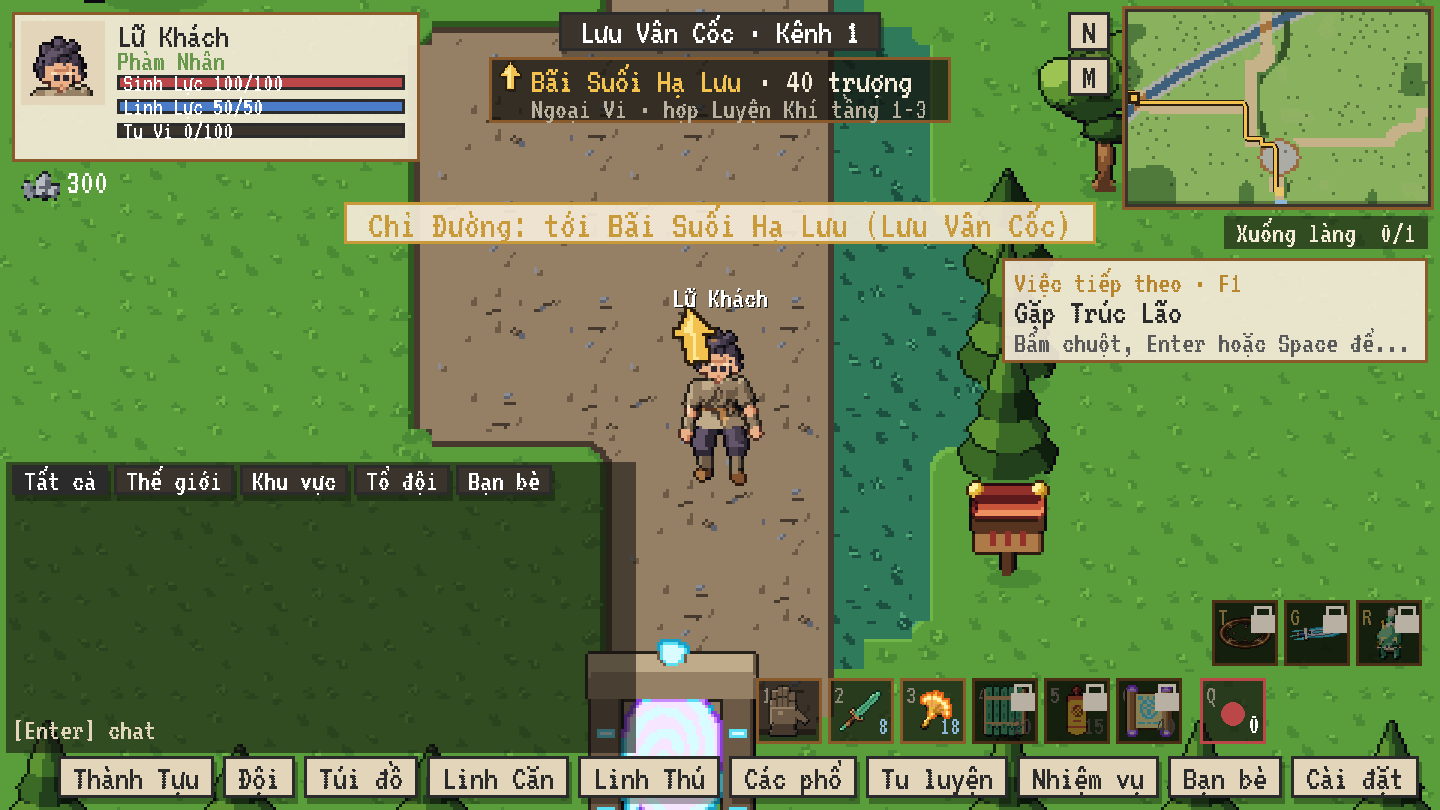 Lữ Khách
Phàm Nhân
Sinh Lực 100/100
Linh Lực 50/50
Tu Vi 0/100
300
Lưu Vân Cốc · Kênh 1
Bãi Suối Hạ Lưu · 40 trượng
Ngoại Vi · hợp Luyện Khí tầng 1-3
N
M
Chỉ Đường: tới Bãi Suối Hạ Lưu (Lưu Vân Cốc)
Xuống làng 0/1
Việc tiếp theo · F1
Gặp Trúc Lão
Bấm chuột, Enter hoặc Space để...
Lữ Khách
Tất cả Thế giới Khu vực Tổ đội Bạn bè
[Enter] chat
T G R
1 2 8 3 18 5 15 Q 0
Thành Tựu Đội Túi đồ Linh Căn Linh Thú Các phổ Tu luyện Nhiệm vụ Bạn bè Cài đặt